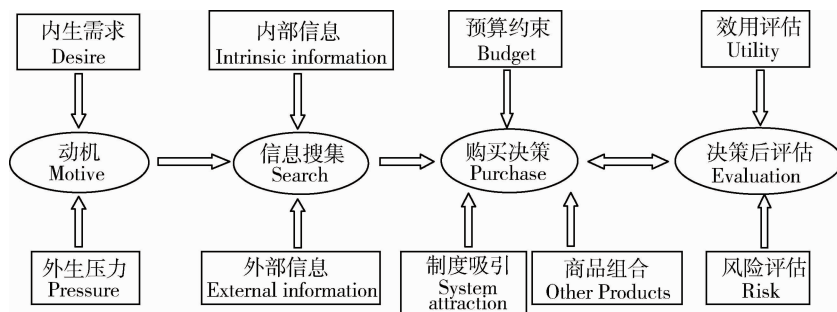 内生需求
Desire
内部信息
Intrinsic information
预算约束
Budget
效用评估
Utility
动机
Motive
信息搜集
Search
购买决策
Purchase
决策后评估
Evaluation
外生压力
Pressure
外部信息
External information
制度吸引
System
attraction
商品组合
Other Products
风险评估
Risk